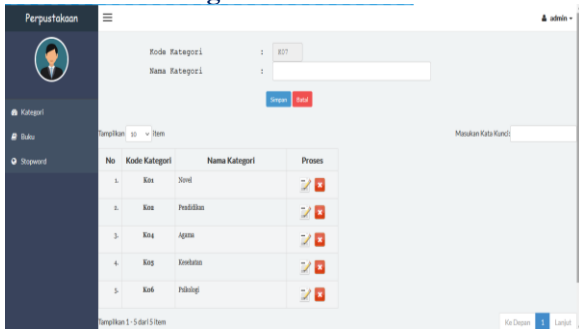 Perpustakaan
admin
Kode Kategori : K07
Nama Kategori :
Simpan Batal
Kategori
Buku
Stopword
Tampilkan 10 item
Masukan Kata Kunci:
No Kode Kategori Nama Kategori Proses
1. K01 Novel
2. K02 Pendidikan
3. K04 Agama
4. K05 Kesehatan
5. K06 Psikologi
Tampilkan 1 - 5 dari 5 item
Ke Depan 1 Lanjut